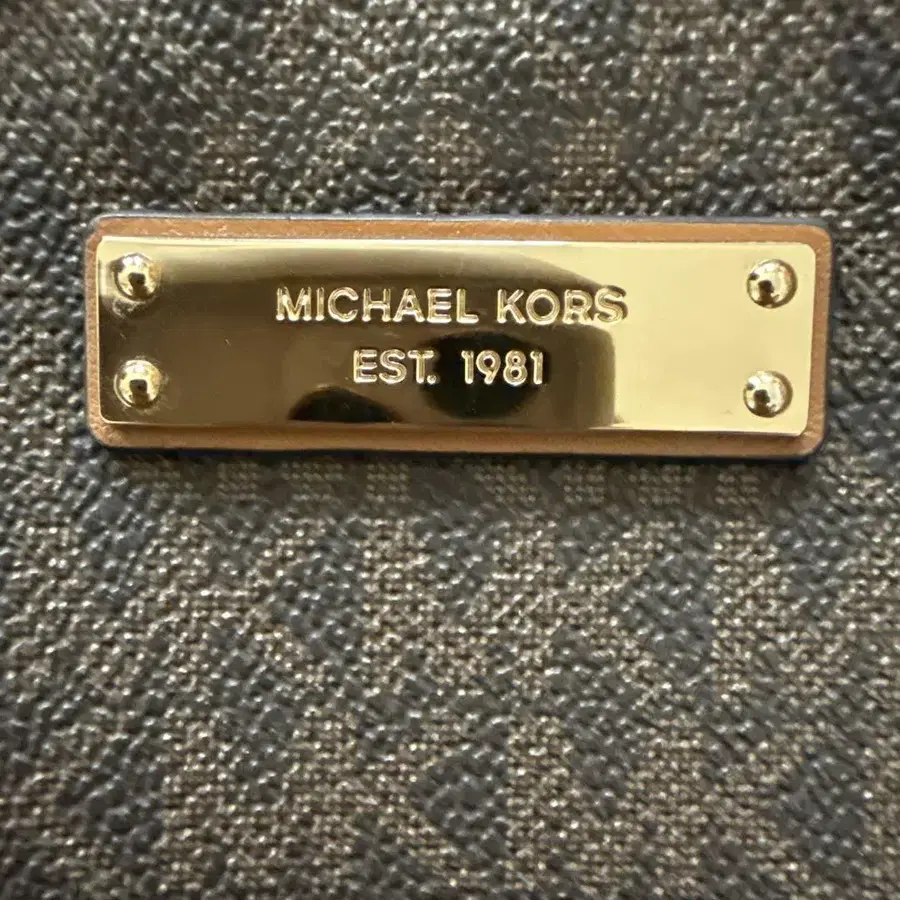 MICHAEL KORS
EST. 1981